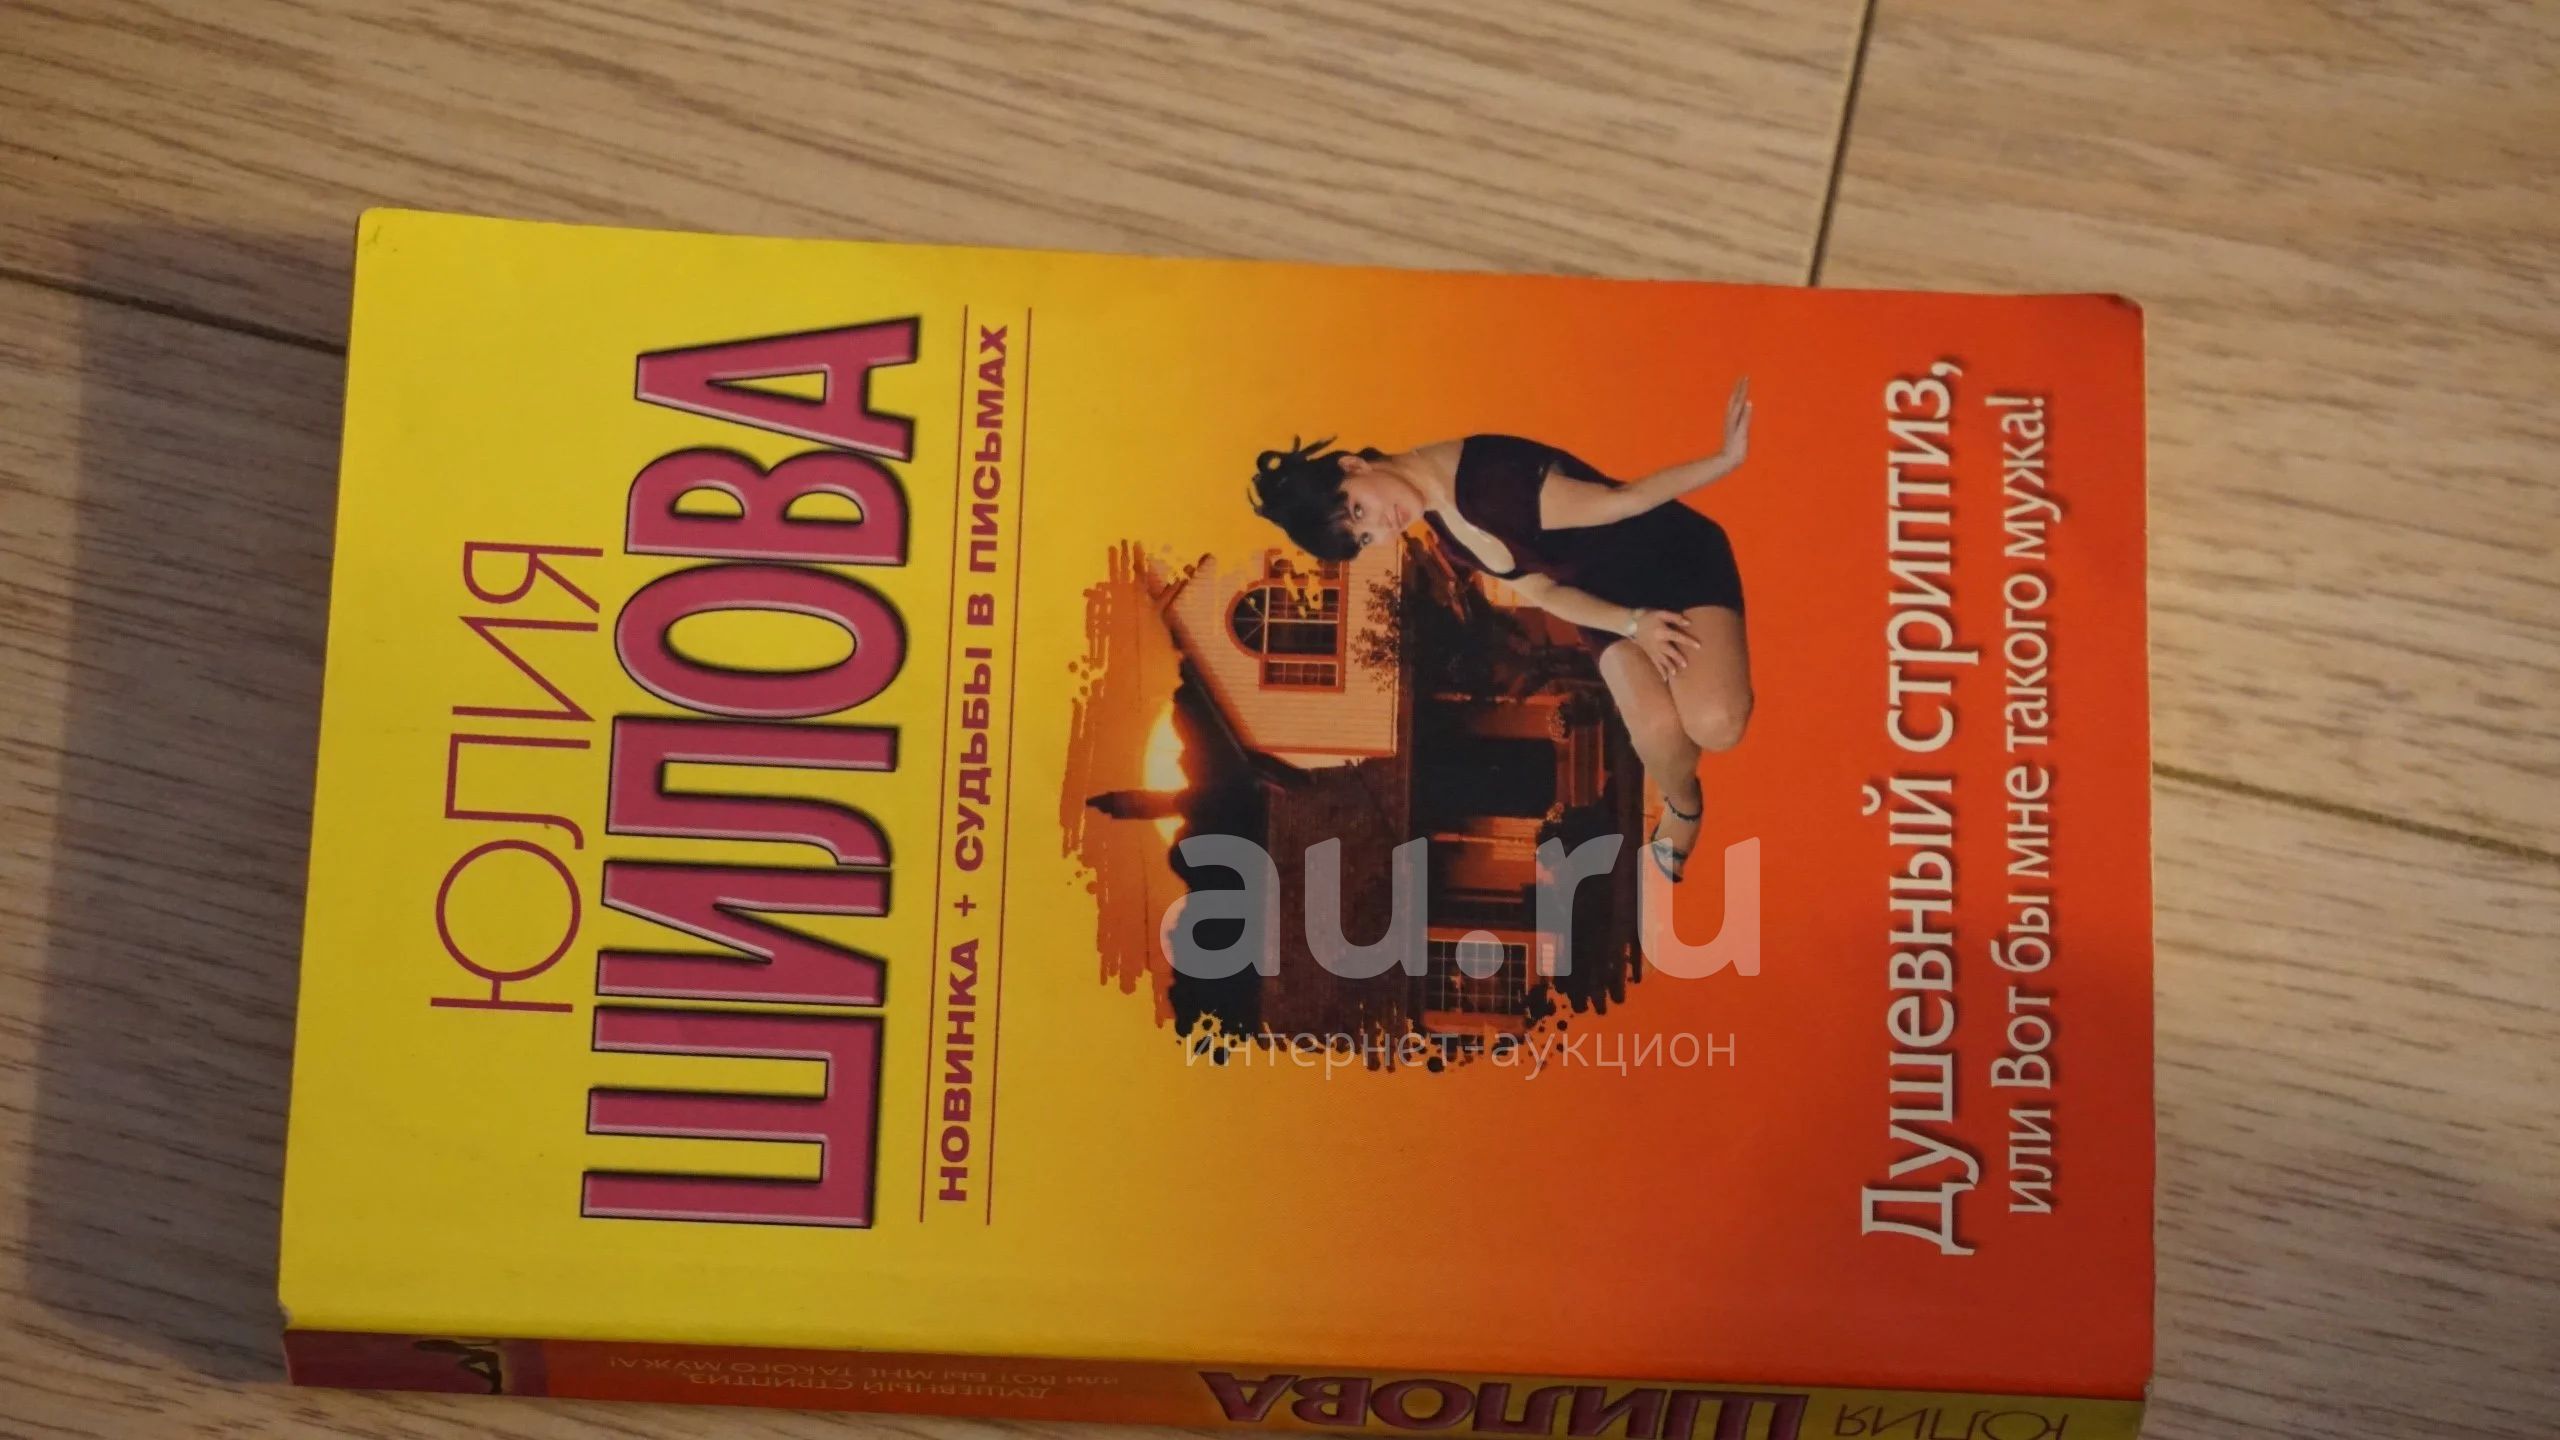 ЮЛИЯ
ШИЛОВА
НОВИНКА + СУДЬБЫ В ПИСЬМАХ
Душевный стриптиз,
или Вот бы мне такого мужа!
au.ru
интернет-аукцион
ЮЛИЯ ШИЛОВА
ДУШЕВНЫЙ СТРИПТИЗ,
ИЛИ ВОТ БЫ МНЕ ТАКОГО МУЖА!